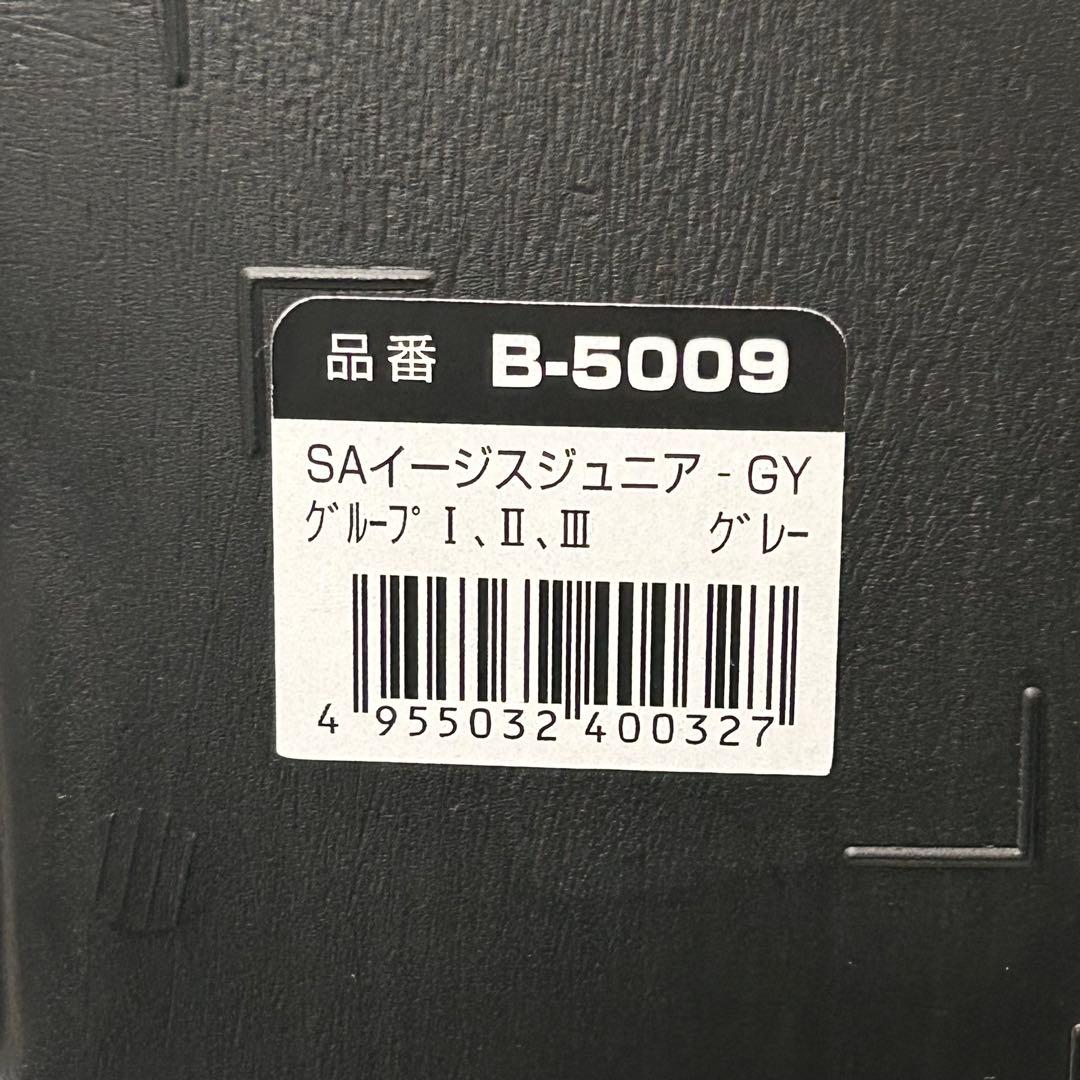 品番 B-5009
SAイージスジュニア - GY
ｸﾞﾙｰﾌﾟ Ⅰ、Ⅱ、Ⅲ ｸﾞﾚｰ
4 955032 400327